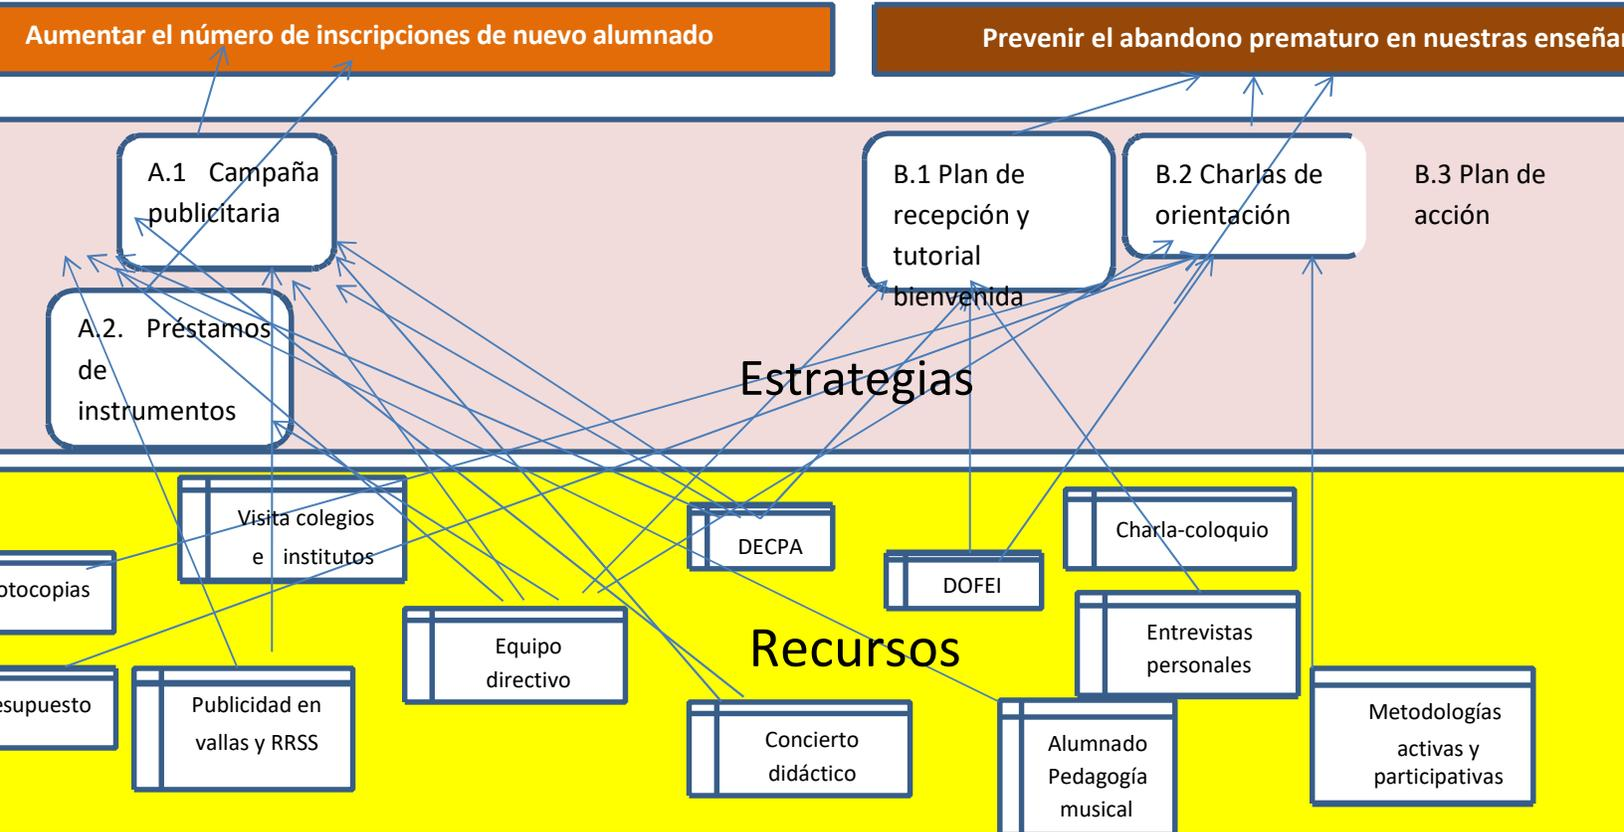 Aumentar el número de inscripciones de nuevo alumnado
Prevenir el abandono prematuro en nuestras
A.1 Campaña
publicitaria
B.1 Plan de
recepción y
tutorial
bienvenida
B.2 Charlas de
orientación
B.3 Plan de
acción
A.2. Préstamos
de
instrumentos
Estrategias
Visita colegios
e institutos
DECPA
Charla-coloquio
DOFEI
Equipo
directivo
Recursos
Entrevistas
personales
Publicidad en
vallas y RRSS
Concierto
didáctico
Alumnado
Pedagogía
musical
Metodologías
activas y
participativas